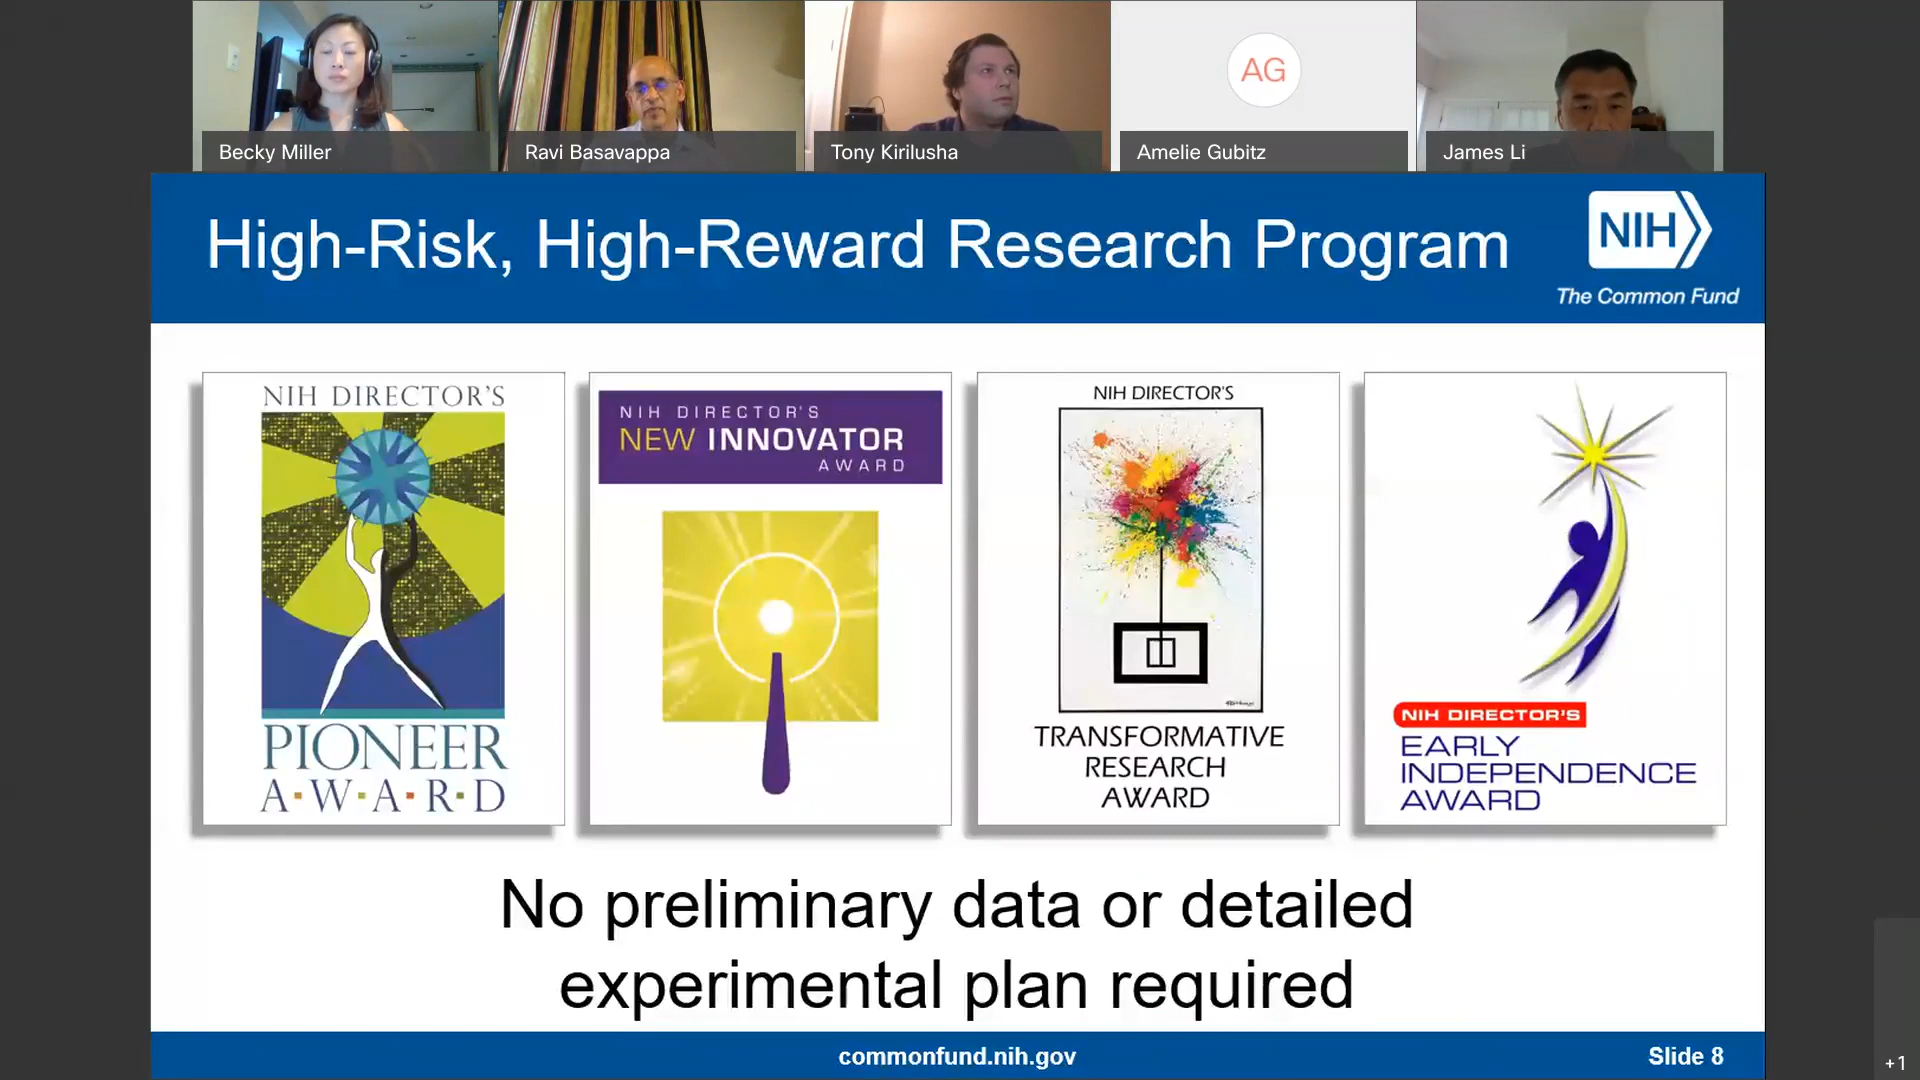 Becky Miller
Ravi Basavappa
Tony Kirilusha
AG
Amelie Gubitz
James Li
High-Risk, High-Reward Research Program
NIH
The Common Fund
NIH DIRECTOR'S
PIONEER
A·W·A·R·D
NIH DIRECTOR'S
NEW INNOVATOR
AWARD
NIH DIRECTOR'S
TRANSFORMATIVE
RESEARCH
AWARD
NIH DIRECTOR'S
EARLY
INDEPENDENCE
AWARD
No preliminary data or detailed
experimental plan required
commonfund.nih.gov
Slide 8
+1